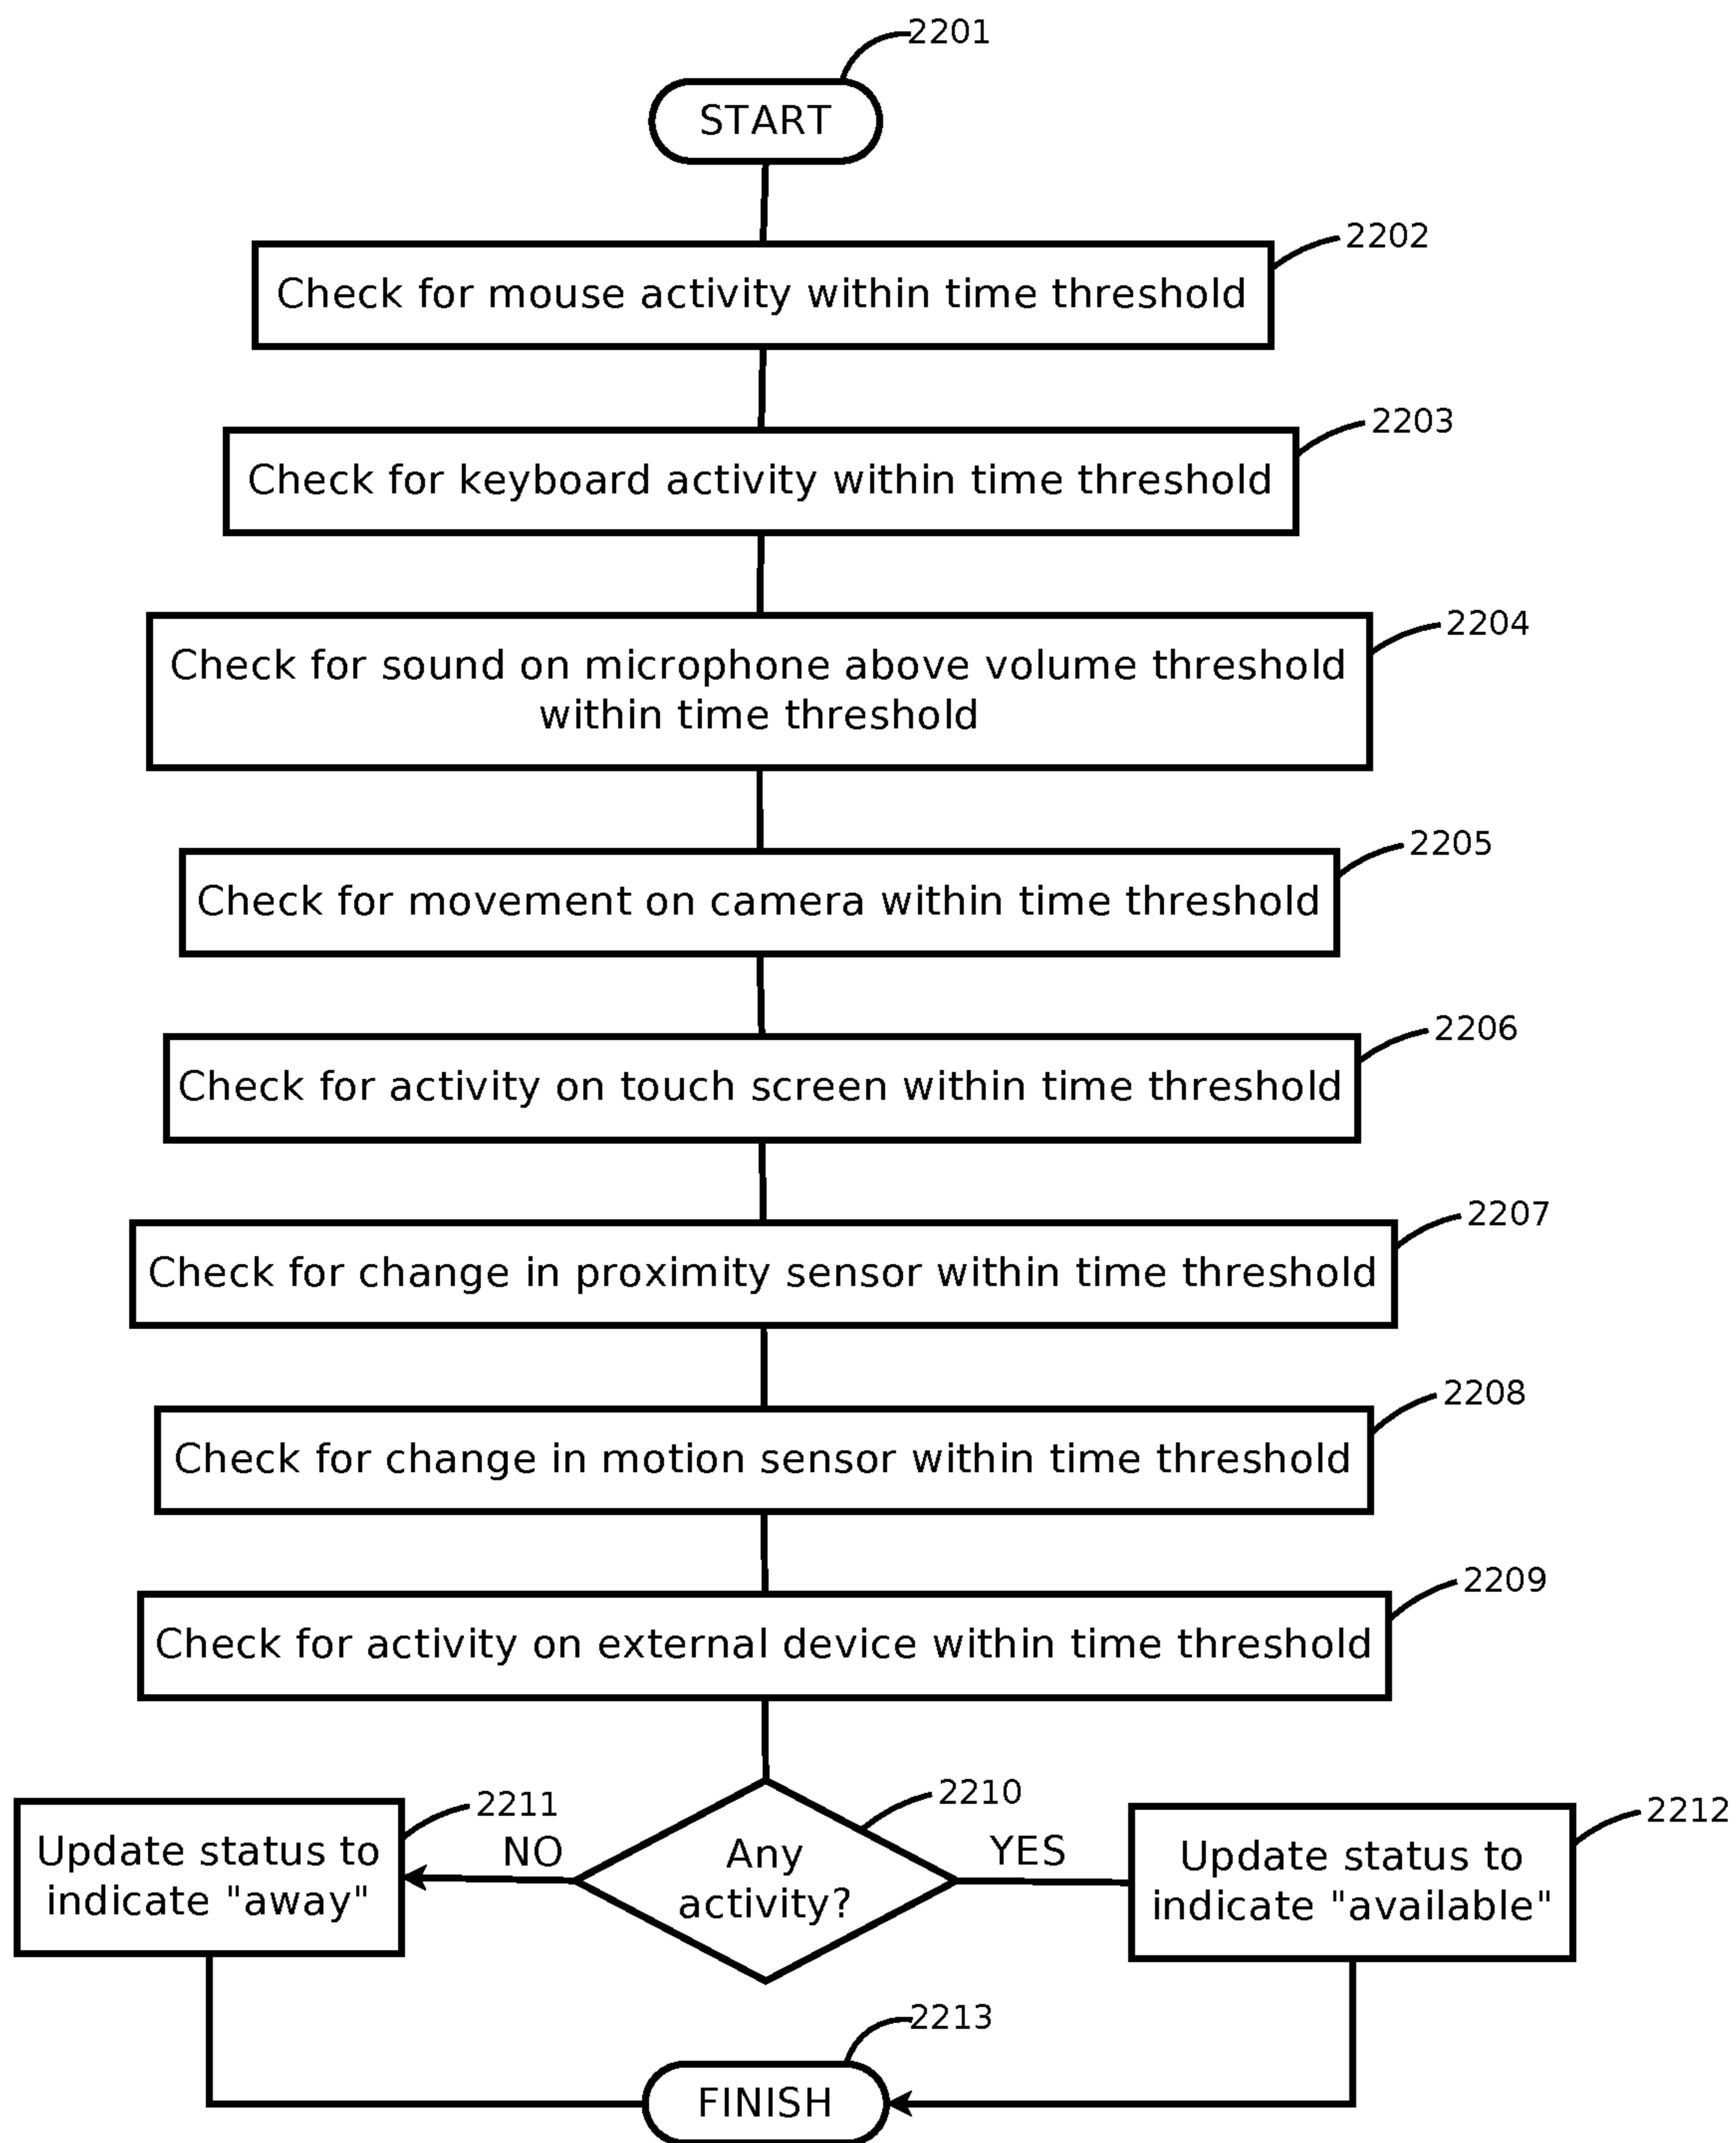 2201
START
2202
Check for mouse activity within time threshold
2203
Check for keyboard activity within time threshold
2204
Check for sound on microphone above volume threshold
within time threshold
2205
Check for movement on camera within time threshold
2206
Check for activity on touch screen within time threshold
2207
Check for change in proximity sensor within time threshold
2208
Check for change in motion sensor within time threshold
2209
Check for activity on external device within time threshold
2211
Update status to
indicate "away"
NO
2210
Any
activity?
YES
2212
Update status to
indicate "available"
2213
FINISH